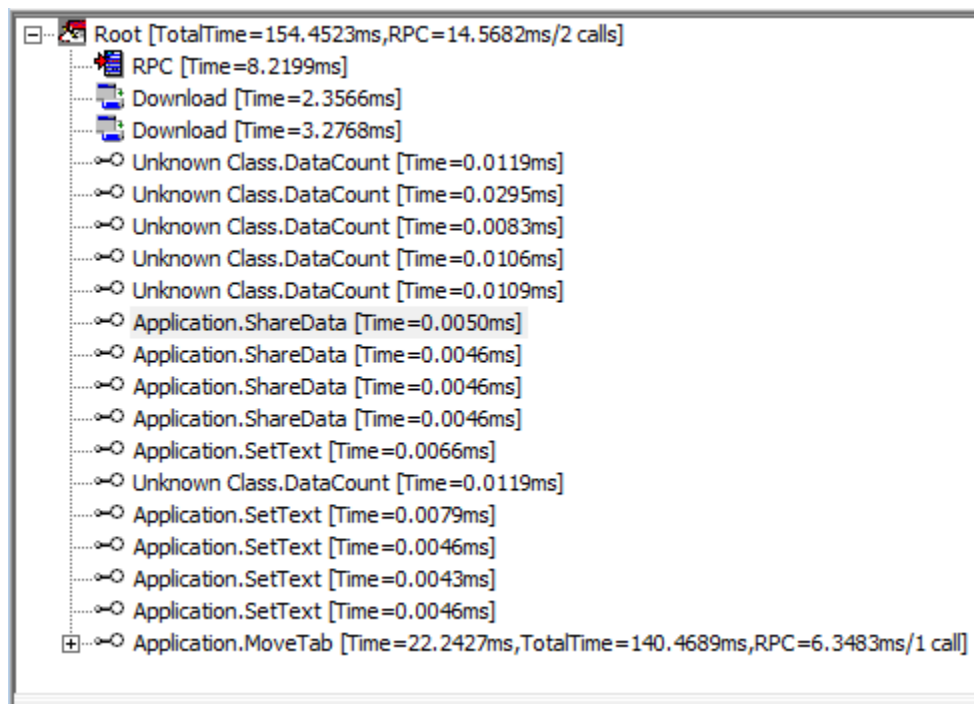 Root [TotalTime=154.4523ms,RPC=14.5682ms/2 calls]
RPC [Time=8.2199ms]
Download [Time=2.3566ms]
Download [Time=3.2768ms]
Unknown Class.DataCount [Time=0.0119ms]
Unknown Class.DataCount [Time=0.0295ms]
Unknown Class.DataCount [Time=0.0083ms]
Unknown Class.DataCount [Time=0.0106ms]
Unknown Class.DataCount [Time=0.0109ms]
Application.ShareData [Time=0.0050ms]
Application.ShareData [Time=0.0046ms]
Application.ShareData [Time=0.0046ms]
Application.ShareData [Time=0.0046ms]
Application.SetText [Time=0.0066ms]
Unknown Class.DataCount [Time=0.0119ms]
Application.SetText [Time=0.0079ms]
Application.SetText [Time=0.0046ms]
Application.SetText [Time=0.0043ms]
Application.SetText [Time=0.0046ms]
Application.MoveTab [Time=22.2427ms,TotalTime=140.4689ms,RPC=6.3483ms/1 call]